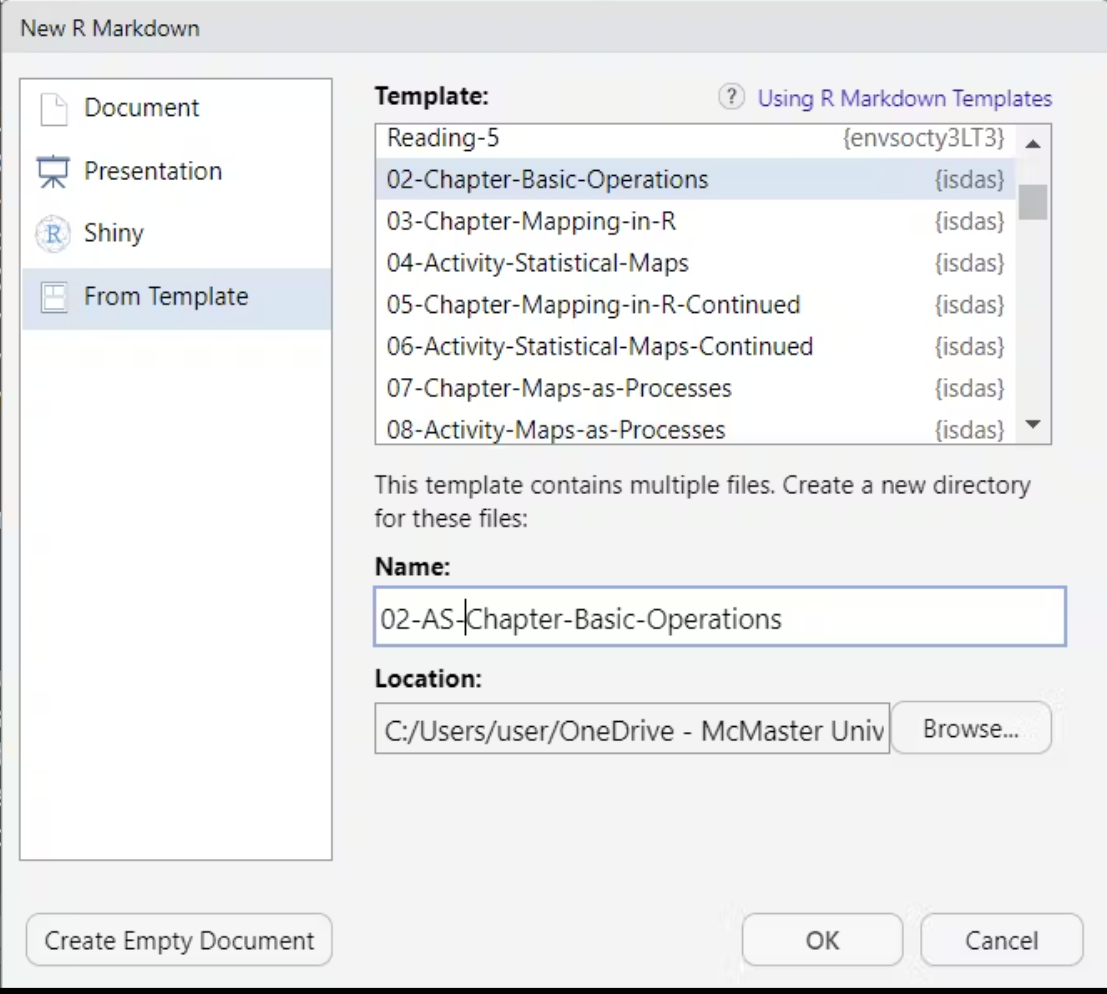 New R Markdown
Document
Presentation
R Shiny
From Template
Template:
? Using R Markdown Templates
Reading-5 {envsocty3LT3}
02-Chapter-Basic-Operations {isdas}
03-Chapter-Mapping-in-R {isdas}
04-Activity-Statistical-Maps {isdas}
05-Chapter-Mapping-in-R-Continued {isdas}
06-Activity-Statistical-Maps-Continued {isdas}
07-Chapter-Maps-as-Processes {isdas}
08-Activity-Maps-as-Processes {isdas}
This template contains multiple files. Create a new directory
for these files:
Name:
02-AS-Chapter-Basic-Operations
Location:
C:/Users/user/OneDrive - McMaster Univ
Browse...
Create Empty Document
OK
Cancel